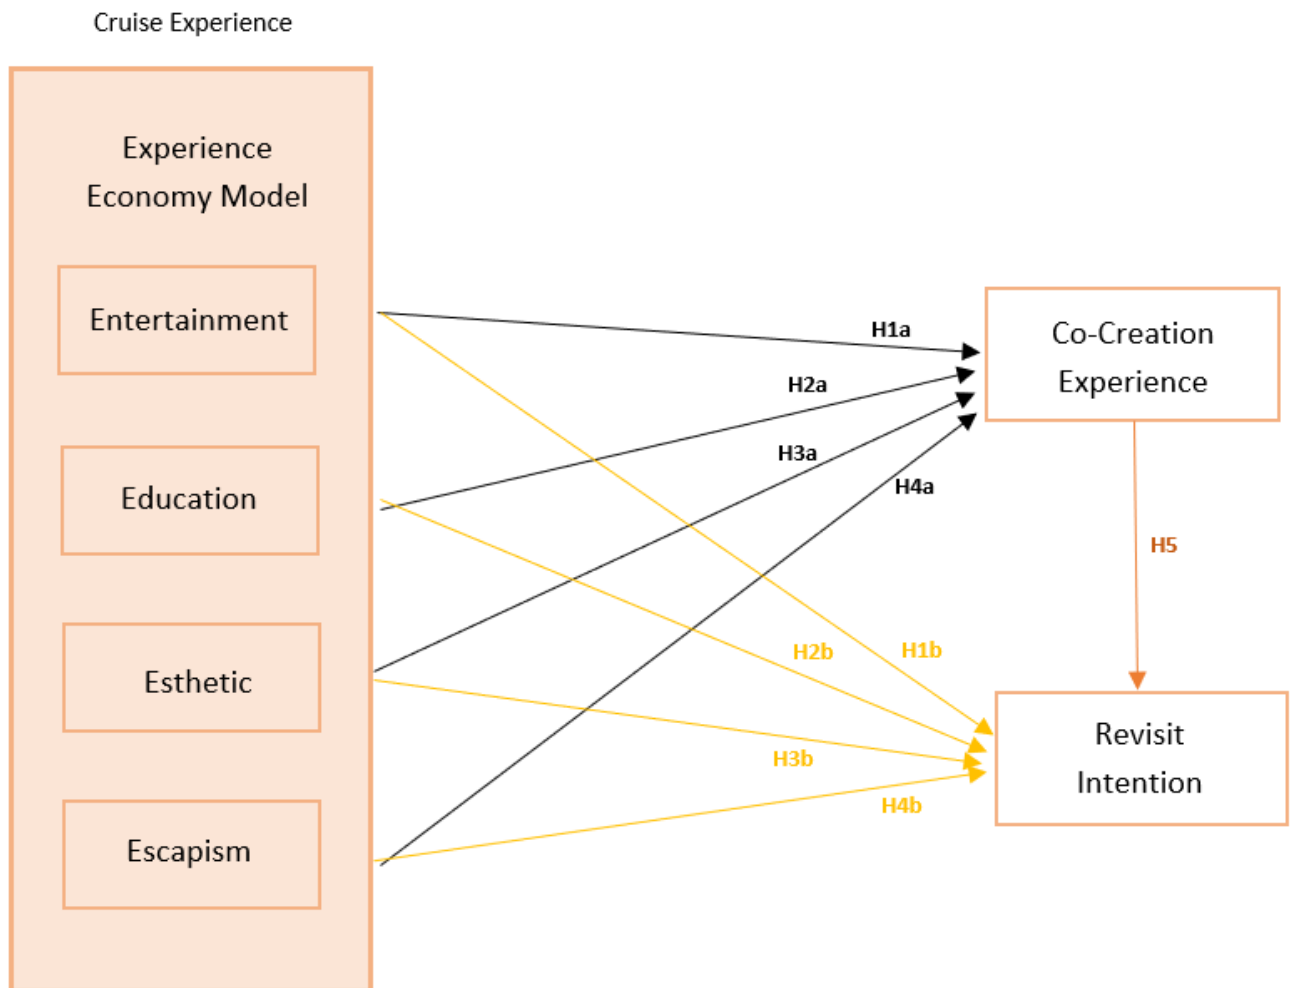 Cruise Experience
Experience
Economy Model
Entertainment
Education
Esthetic
Escapism
H1a
H2a
H3a
H4a
H2b
H1b
H3b
H4b
Co-Creation
Experience
H5
Revisit
Intention